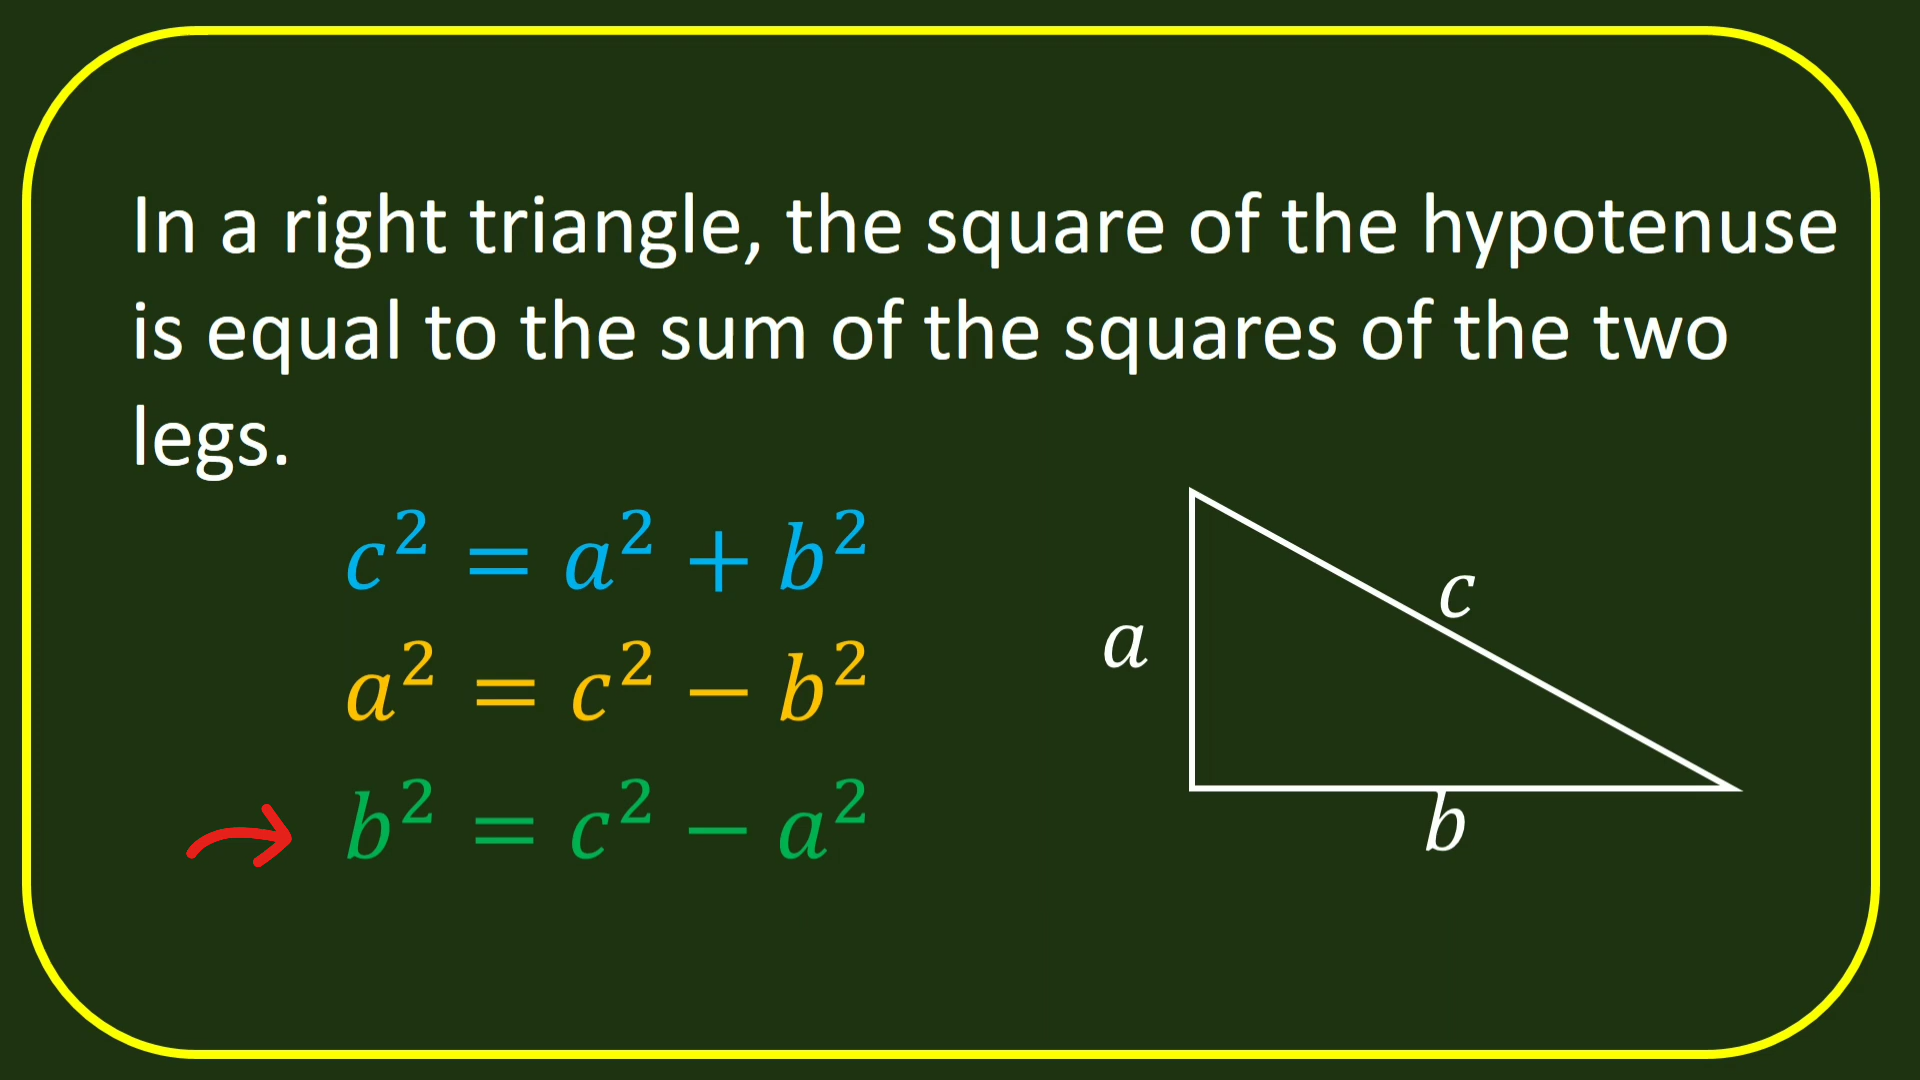 In a right triangle, the square of the hypotenuse
is equal to the sum of the squares of the two
legs.
c² = a² + b²
a² = c² − b²
b² = c² − a²
a
c
b